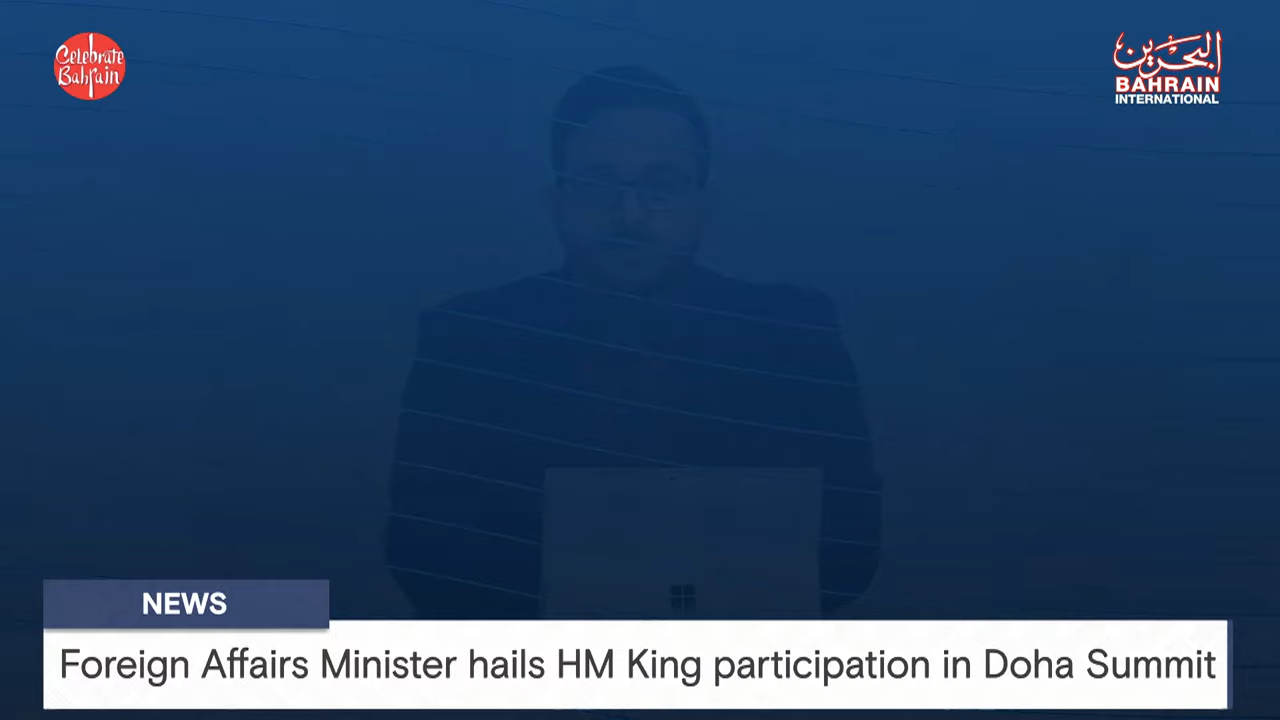 Celebrate
Bahrain
البحرين
BAHRAIN
INTERNATIONAL
NEWS
Foreign Affairs Minister hails HM King participation in Doha Summit